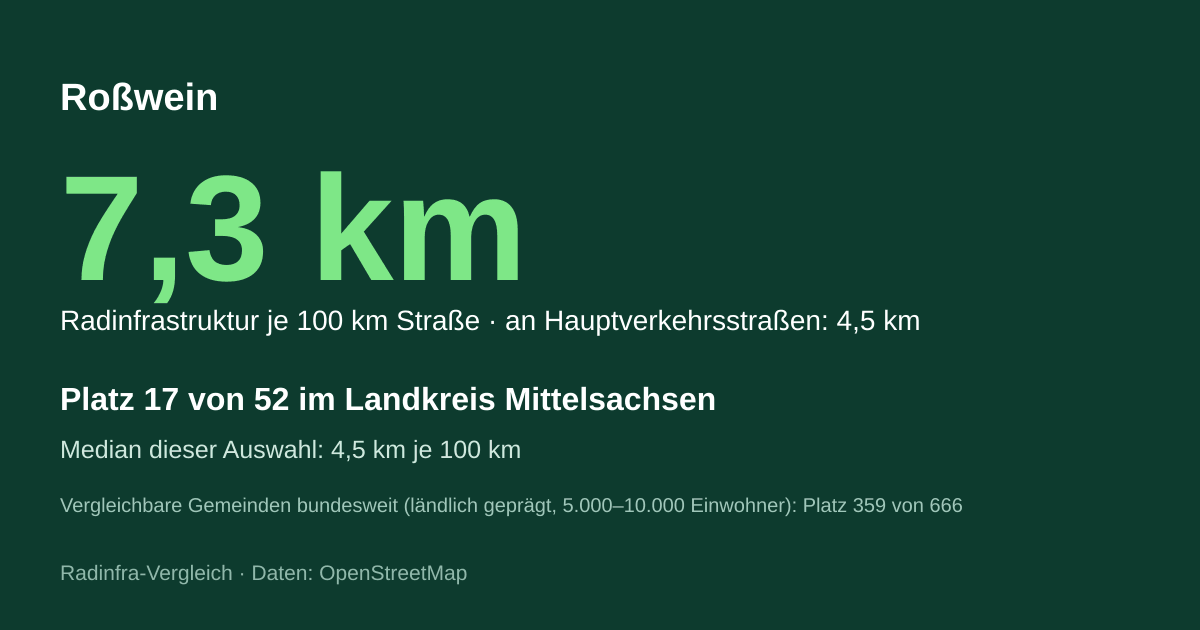 Roßwein
7,3 km
Radinfrastruktur je 100 km Straße · an Hauptverkehrsstraßen: 4,5 km
Platz 17 von 52 im Landkreis Mittelsachsen
Median dieser Auswahl: 4,5 km je 100 km
Vergleichbare Gemeinden bundesweit (ländlich geprägt, 5.000–10.000 Einwohner): Platz 359 von 666
Radinfra-Vergleich · Daten: OpenStreetMap